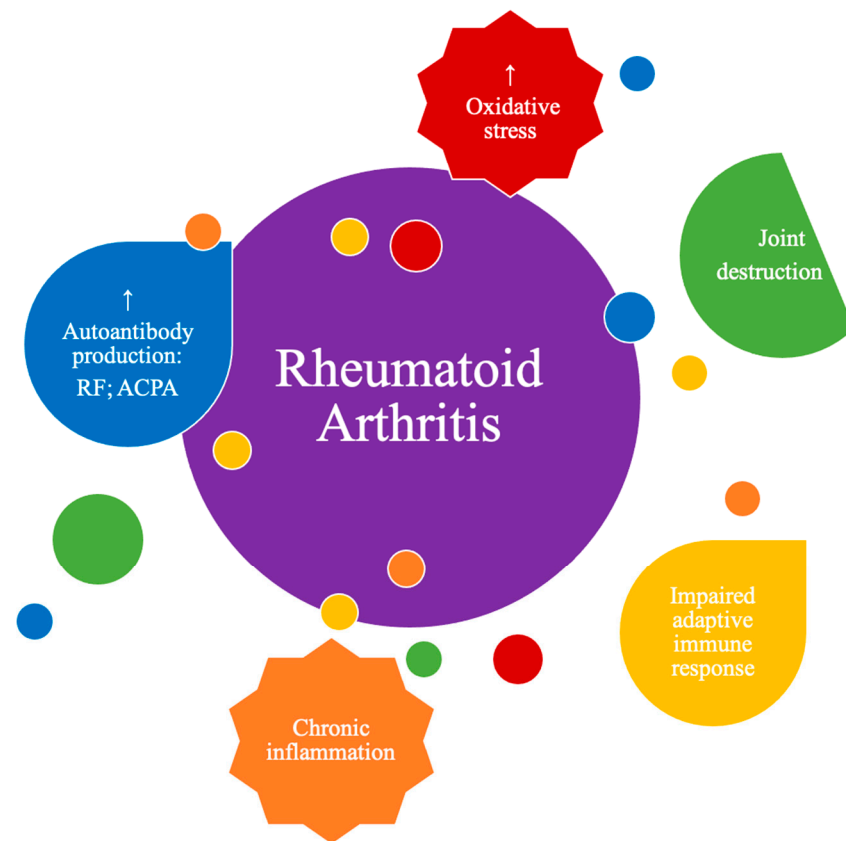 ↑
Oxidative
stress
Joint
destruction
↑
Autoantibody
production:
RF; ACPA
Rheumatoid
Arthritis
Impaired
adaptive
immune
response
Chronic
inflammation